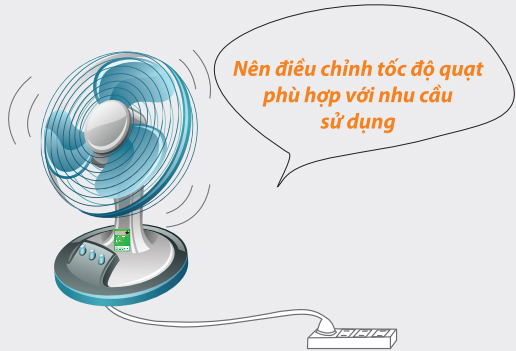 Nên điều chỉnh tốc độ quạt
phù hợp với nhu cầu
sử dụng